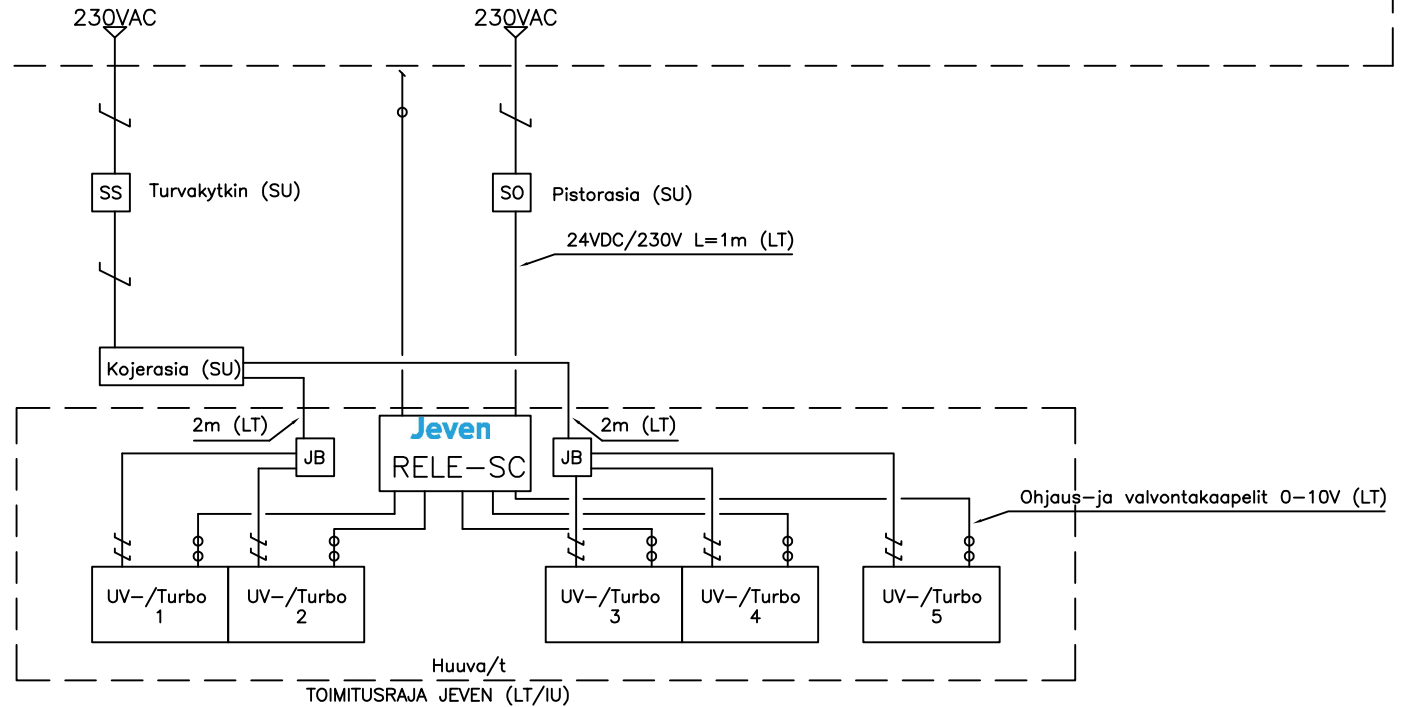 230VAC
230VAC
SS
Turvakytkin (SU)
SO
Pistorasia (SU)
24VDC/230V L=1m (LT)
Kojerasia (SU)
2m (LT)
JB
Jeven
RELE-SC
2m (LT)
JB
Ohjaus-ja valvontakaapelit 0-10V (LT)
UV-/Turbo
1
UV-/Turbo
2
UV-/Turbo
3
UV-/Turbo
4
UV-/Turbo
5
Huuva/t
TOIMITUSRAJA JEVEN (LT/IU)